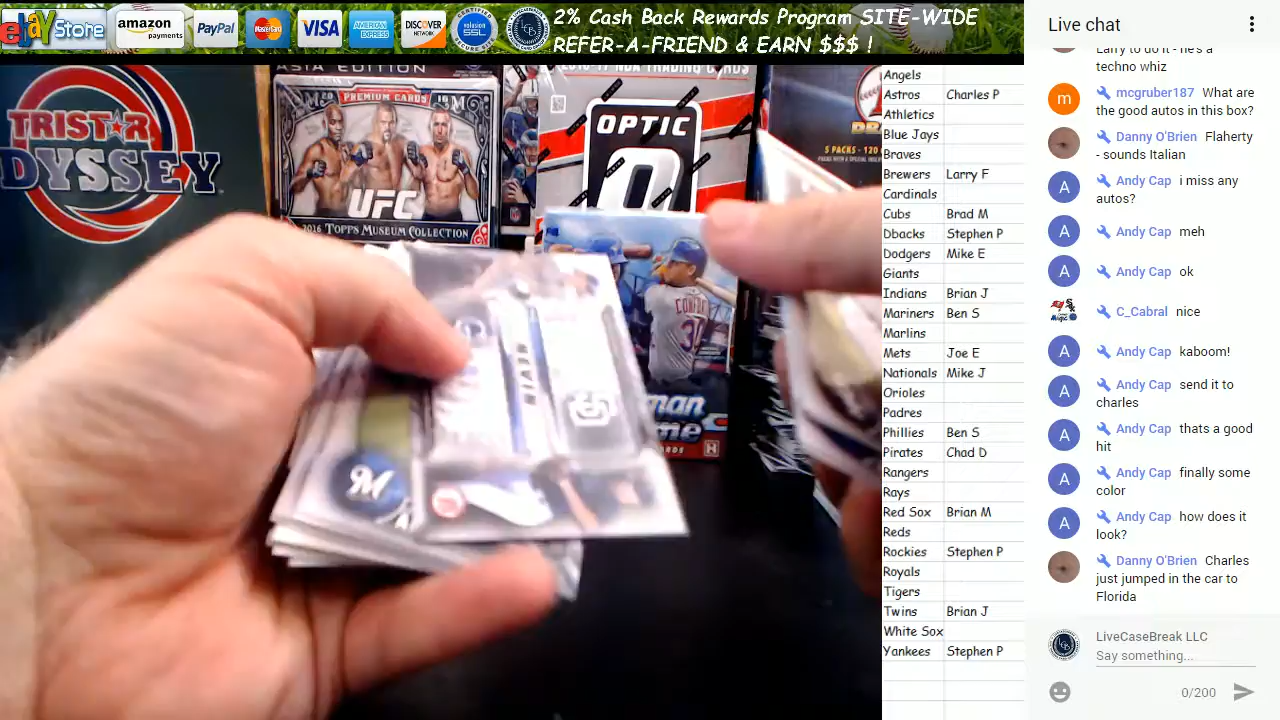 ebay Store
amazon payments
PayPal
MasterCard
VISA
AMERICAN EXPRESS
DISCOVER NETWORK
2% Cash Back Rewards Program SITE-WIDE
REFER-A-FRIEND & EARN $$$ !
TRISTAR
DYSSEY
ASIA EDITION
PREMIUM CARDS
UFC
2016 TOPPS MUSEUM COLLECTION
NFL
OPTIC
5 PACKS
CONFORTO
Angels
Astros Charles P
Athletics
Blue Jays
Braves
Brewers Larry F
Cardinals
Cubs Brad M
Dbacks Stephen P
Dodgers Mike E
Giants
Indians Brian J
Mariners Ben S
Marlins
Mets Joe E
Nationals Mike J
Orioles
Padres
Phillies Ben S
Pirates Chad D
Rangers
Rays
Red Sox Brian M
Reds
Rockies Stephen P
Royals
Tigers
Twins Brian J
White Sox
Yankees Stephen P
Live chat
Larry to do it - he's a
techno whiz
mcgruber187 What are
the good autos in this box?
Danny O'Brien Flaherty
- sounds Italian
Andy Cap i miss any
autos?
Andy Cap meh
Andy Cap ok
C_Cabral nice
Andy Cap kaboom!
Andy Cap send it to
charles
Andy Cap thats a good
hit
Andy Cap finally some
color
Andy Cap how does it
look?
Danny O'Brien Charles
just jumped in the car to
Florida
LiveCaseBreak LLC
Say something...
0/200